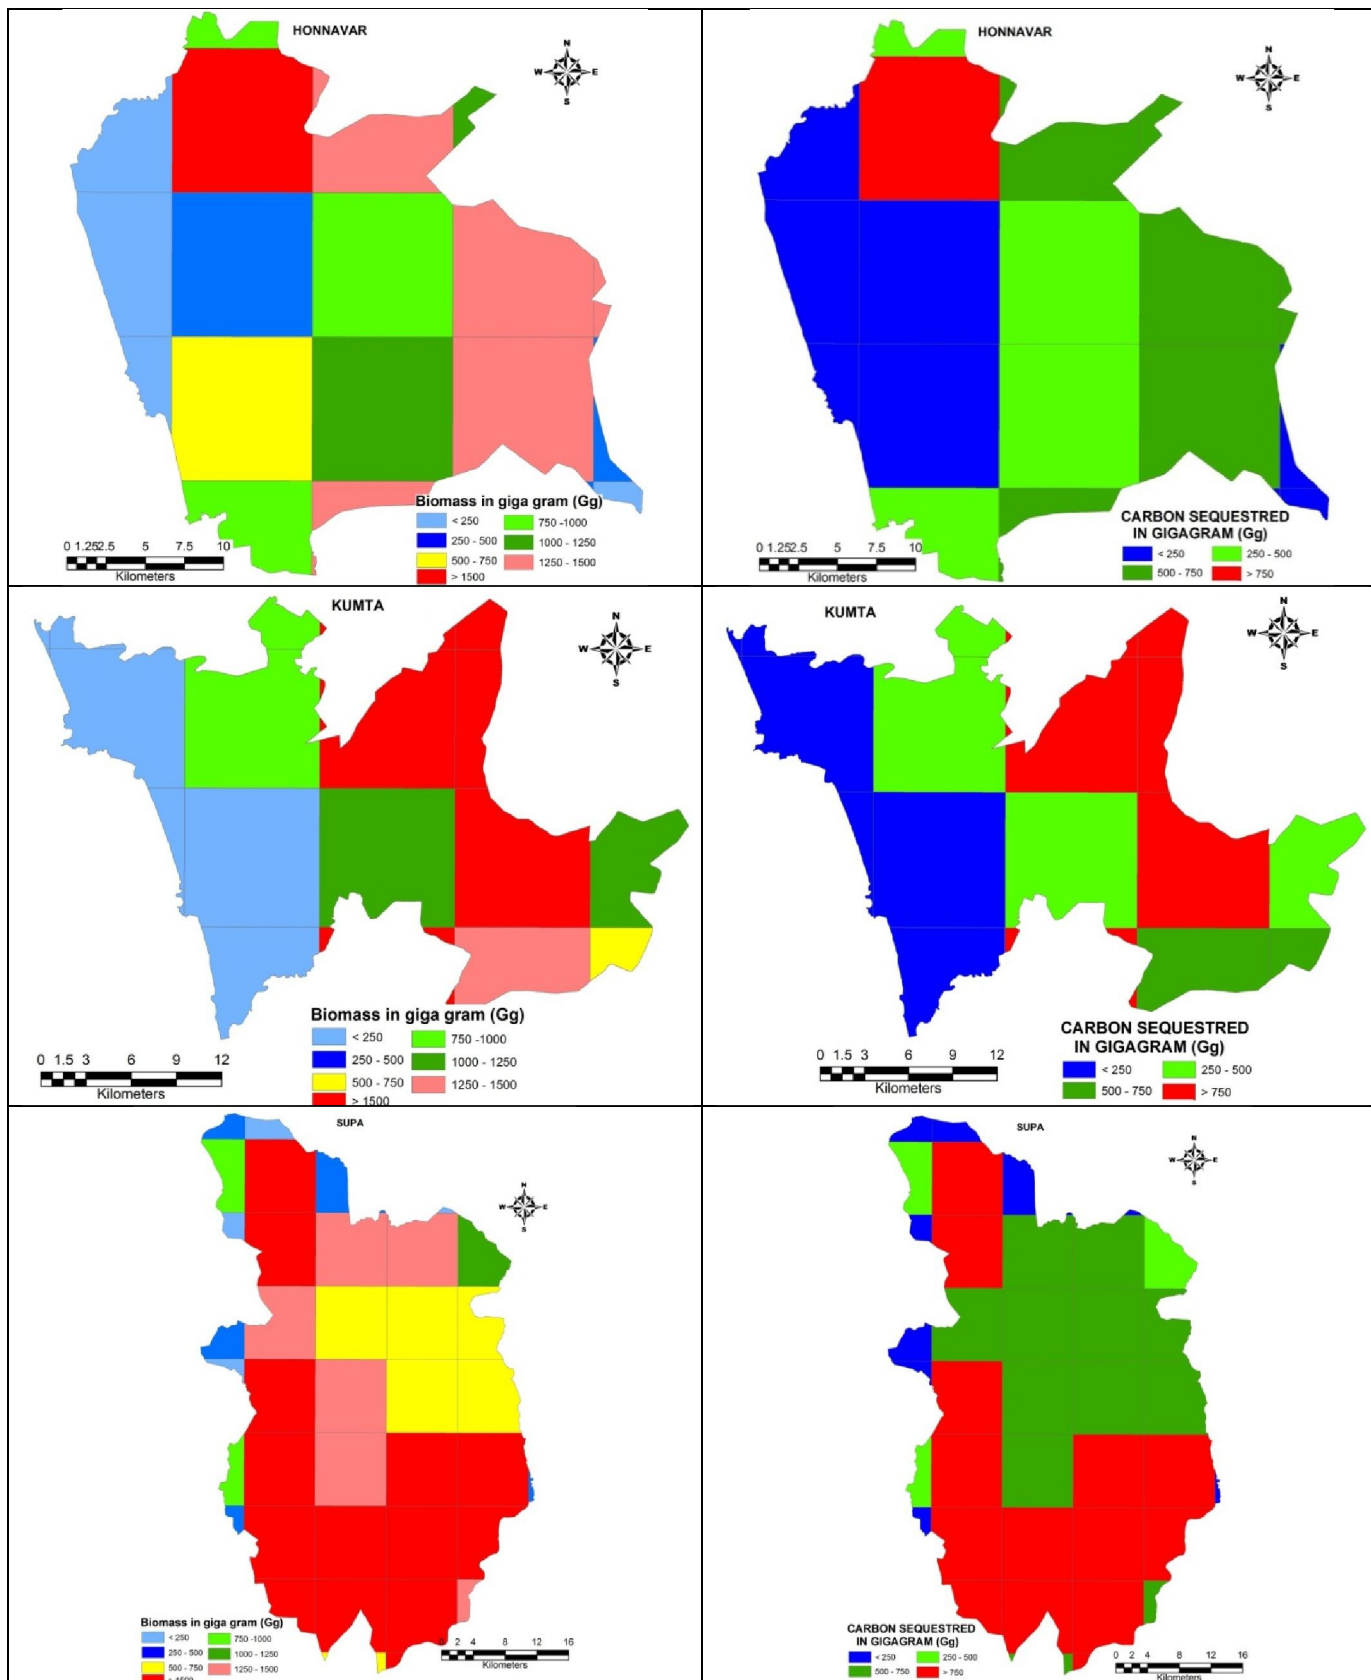 HONNAVAR
N
W E
S
Biomass in giga gram (Gg)
< 250
750 -1000
250 - 500
1000 - 1250
500 - 750
1250 - 1500
> 1500
0 1.25 2.5 5 7.5 10
Kilometers
HONNAVAR
N
W E
S
CARBON SEQUESTRED
IN GIGAGRAM (Gg)
< 250
250 - 500
500 - 750
> 750
0 1.25 2.5 5 7.5 10
Kilometers
KUMTA
N
W E
S
Biomass in giga gram (Gg)
< 250
750 -1000
250 - 500
1000 - 1250
500 - 750
1250 - 1500
> 1500
0 1.5 3 6 9 12
Kilometers
KUMTA
N
W E
S
CARBON SEQUESTRED
IN GIGAGRAM (Gg)
< 250
250 - 500
500 - 750
> 750
0 1.5 3 6 9 12
Kilometers
SUPA
N
W E
S
Biomass in giga gram (Gg)
< 250
750 -1000
250 - 500
1000 - 1250
500 - 750
1250 - 1500
> 1500
0 2 4 8 12 16
Kilometers
SUPA
N
W E
S
CARBON SEQUESTRED
IN GIGAGRAM (Gg)
< 250
250 - 500
500 - 750
> 750
0 2 4 8 12 16
Kilometers